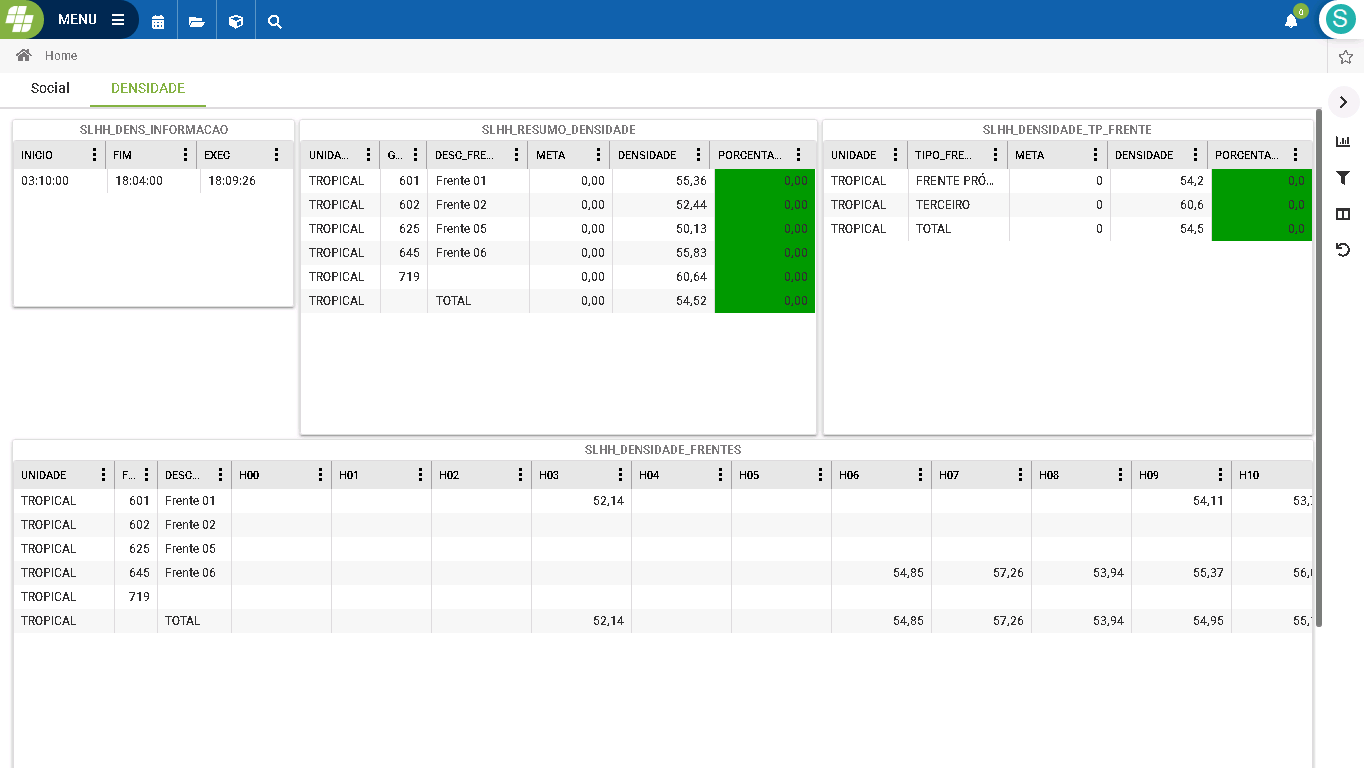 MENU
0
S
Home
Social DENSIDADE
SLHH_DENS_INFORMACAO
INICIO FIM EXEC
03:10:00 18:04:00 18:09:26
SLHH_RESUMO_DENSIDADE
UNIDA... G... DESC_FRE... META DENSIDADE PORCENTA...
TROPICAL 601 Frente 01 0,00 55,36 0,00
TROPICAL 602 Frente 02 0,00 52,44 0,00
TROPICAL 625 Frente 05 0,00 50,13 0,00
TROPICAL 645 Frente 06 0,00 55,83 0,00
TROPICAL 719 0,00 60,64 0,00
TROPICAL TOTAL 0,00 54,52 0,00
SLHH_DENSIDADE_TP_FRENTE
UNIDADE TIPO_FRE... META DENSIDADE PORCENTA...
TROPICAL FRENTE PRÓ... 0 54,2 0,0
TROPICAL TERCEIRO 0 60,6 0,0
TROPICAL TOTAL 0 54,5 0,0
SLHH_DENSIDADE_FRENTES
UNIDADE F... DESC... H00 H01 H02 H03 H04 H05 H06 H07 H08 H09 H10
TROPICAL 601 Frente 01 52,14 54,11
TROPICAL 602 Frente 02
TROPICAL 625 Frente 05
TROPICAL 645 Frente 06 54,85 57,26 53,94 55,37
TROPICAL 719
TROPICAL TOTAL 52,14 54,85 57,26 53,94 54,95